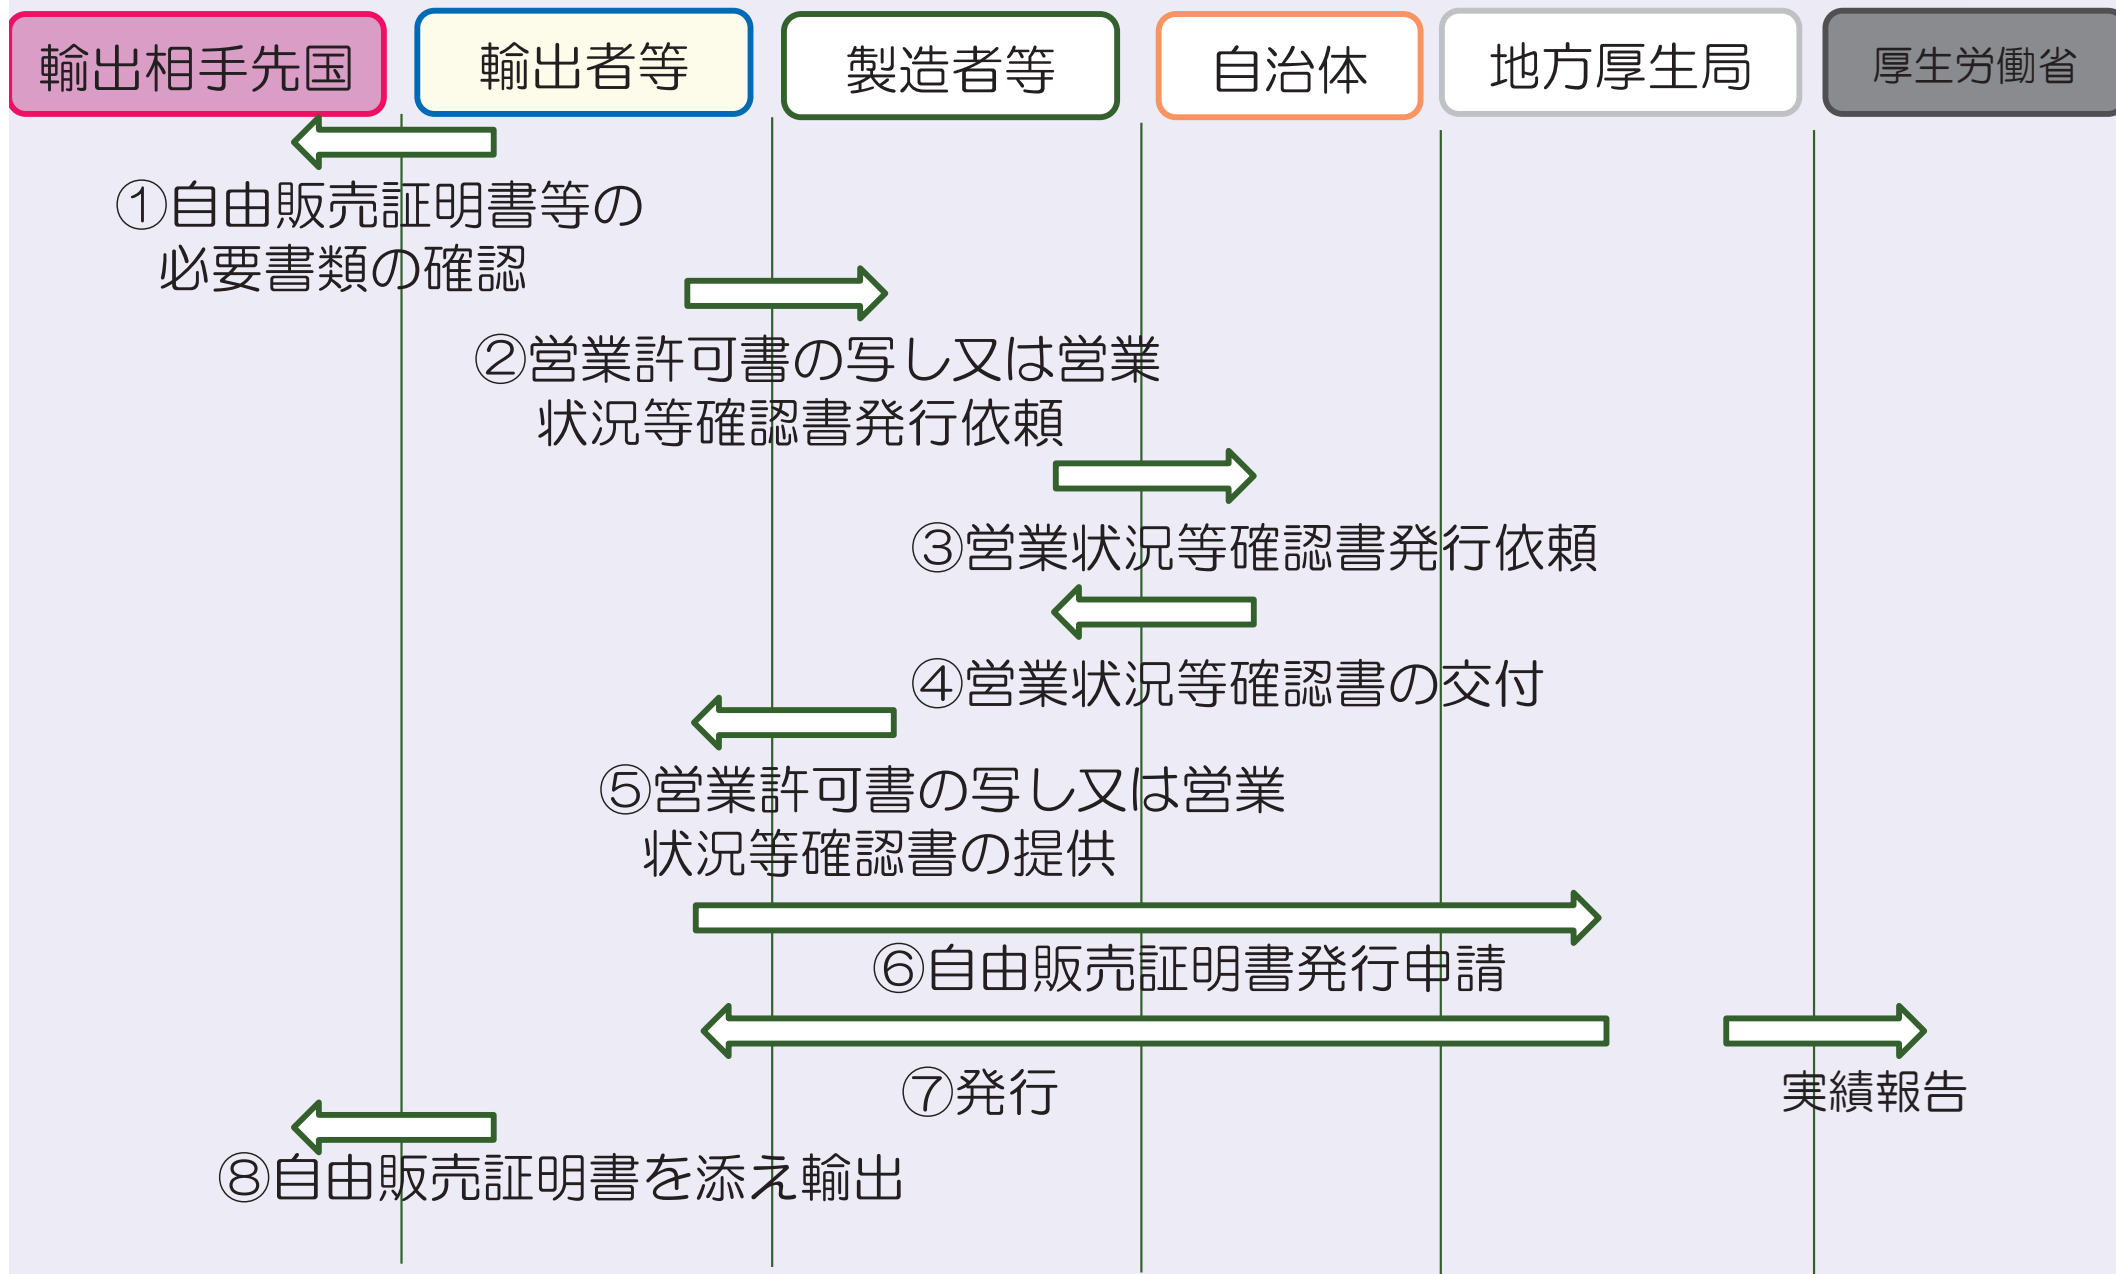 輸出相手先国
輸出者等
製造者等
自治体
地方厚生局
厚生労働省
①自由販売証明書等の
必要書類の確認
②営業許可書の写し又は営業
状況等確認書発行依頼
③営業状況等確認書発行依頼
④営業状況等確認書の交付
⑤営業許可書の写し又は営業
状況等確認書の提供
⑥自由販売証明書発行申請
⑦発行
実績報告
⑧自由販売証明書を添え輸出